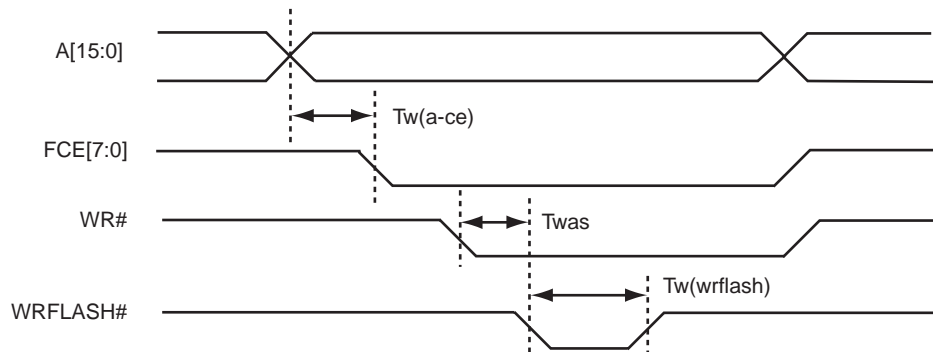 A[15:0]
Tw(a-ce)
FCE[7:0]
WR#
Twas
Tw(wrflash)
WRFLASH#